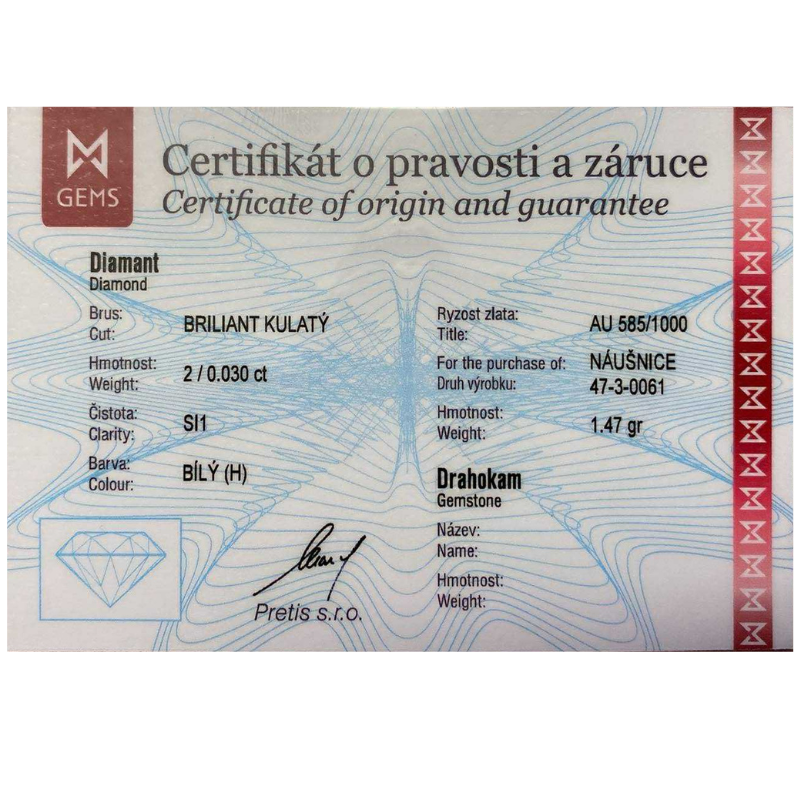 GEMS
Certifikát o pravosti a záruce
Certificate of origin and guarantee
Diamant
Diamond
Brus:
Cut:
BRILIANT KULATÝ
Hmotnost:
Weight:
2 / 0.030 ct
Čistota:
Clarity:
SI1
Barva:
Colour:
BÍLÝ (H)
Ryzost zlata:
Title:
AU 585/1000
For the purchase of:
Druh výrobku:
NÁUŠNICE
47-3-0061
Hmotnost:
Weight:
1.47 gr
Drahokam
Gemstone
Název:
Name:
Hmotnost:
Weight:
Pretis s.r.o.